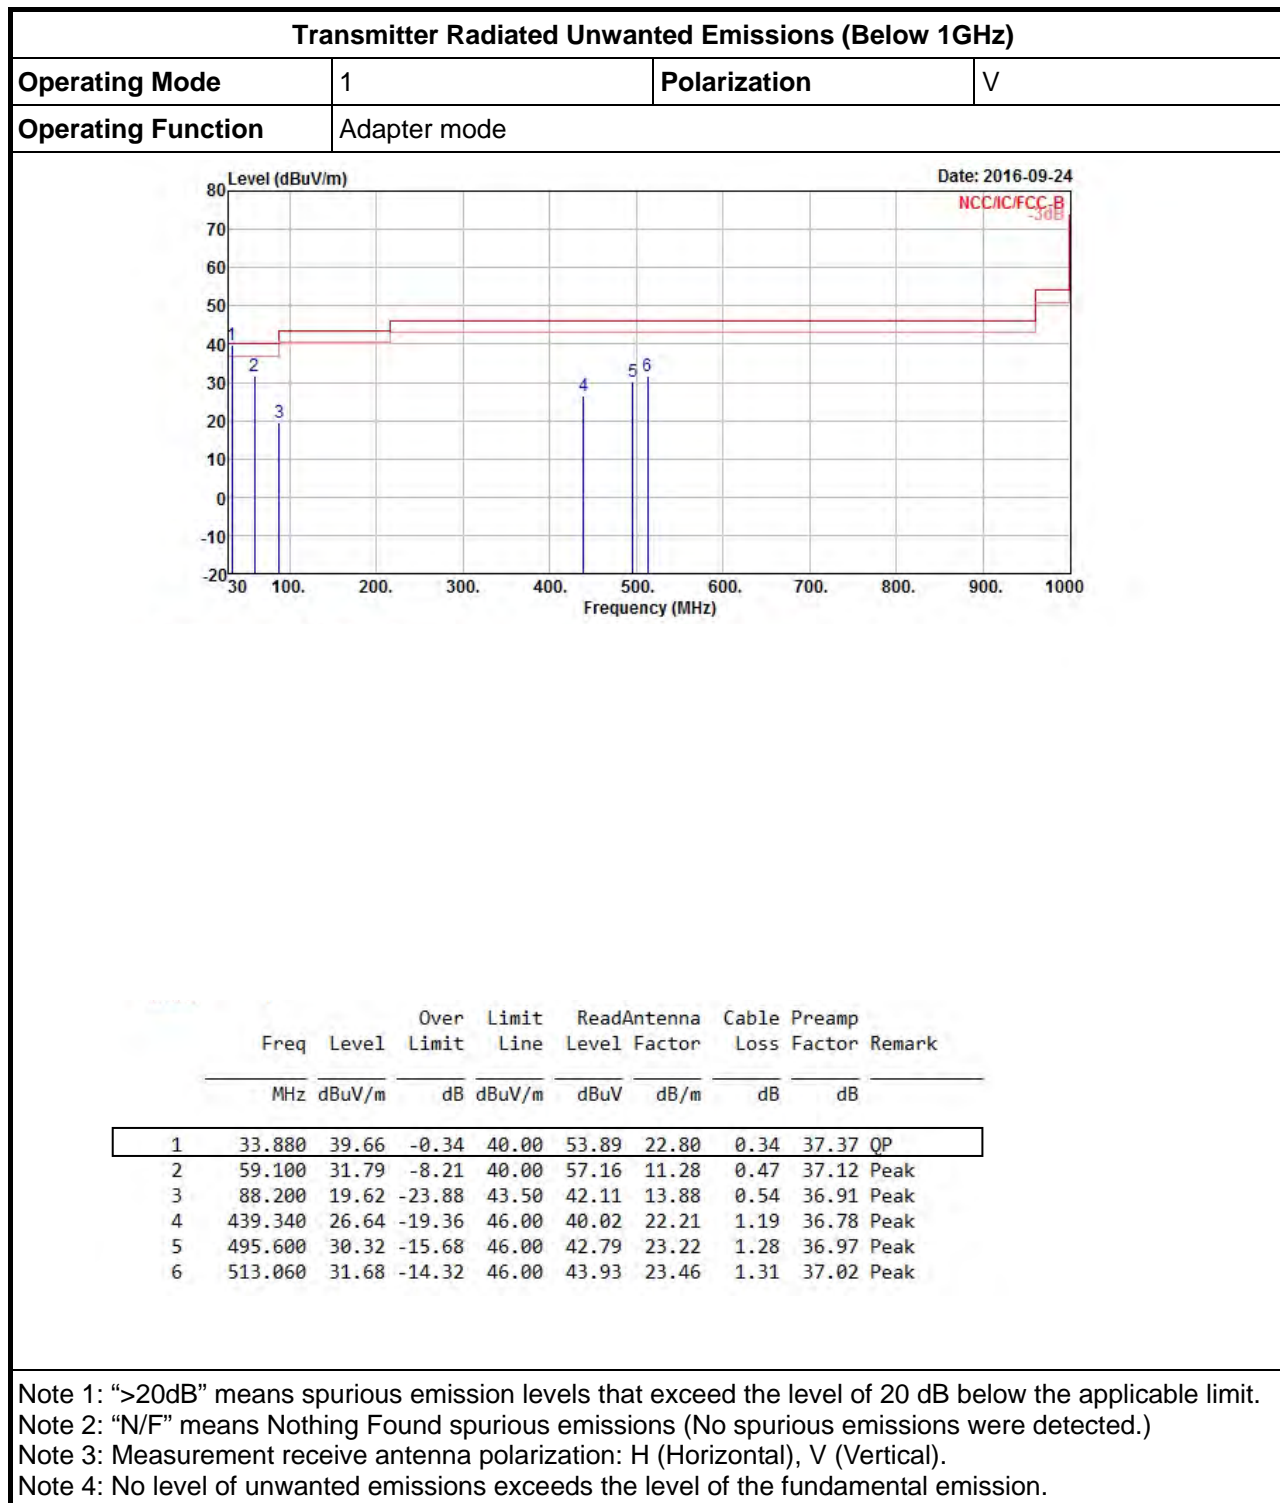 Transmitter Radiated Unwanted Emissions (Below 1GHz)
Operating Mode 1 Polarization V
Operating Function Adapter mode
Level (dBuV/m) Date: 2016-09-24
NCC/IC/FCC-B
-3dB
80
70
60
50
40
30
20
10
0
-10
-20
1
2
3
4
5
6
30 100. 200. 300. 400. 500. 600. 700. 800. 900. 1000
Frequency (MHz)
Over Limit ReadAntenna Cable Preamp
Freq Level Limit Line Level Factor Loss Factor Remark
MHz dBuV/m dB dBuV/m dBuV dB/m dB dB
1 33.880 39.66 -0.34 40.00 53.89 22.80 0.34 37.37 QP
2 59.100 31.79 -8.21 40.00 57.16 11.28 0.47 37.12 Peak
3 88.200 19.62 -23.88 43.50 42.11 13.88 0.54 36.91 Peak
4 439.340 26.64 -19.36 46.00 40.02 22.21 1.19 36.78 Peak
5 495.600 30.32 -15.68 46.00 42.79 23.22 1.28 36.97 Peak
6 513.060 31.68 -14.32 46.00 43.93 23.46 1.31 37.02 Peak
Note 1: “>20dB” means spurious emission levels that exceed the level of 20 dB below the applicable limit.
Note 2: “N/F” means Nothing Found spurious emissions (No spurious emissions were detected.)
Note 3: Measurement receive antenna polarization: H (Horizontal), V (Vertical).
Note 4: No level of unwanted emissions exceeds the level of the fundamental emission.